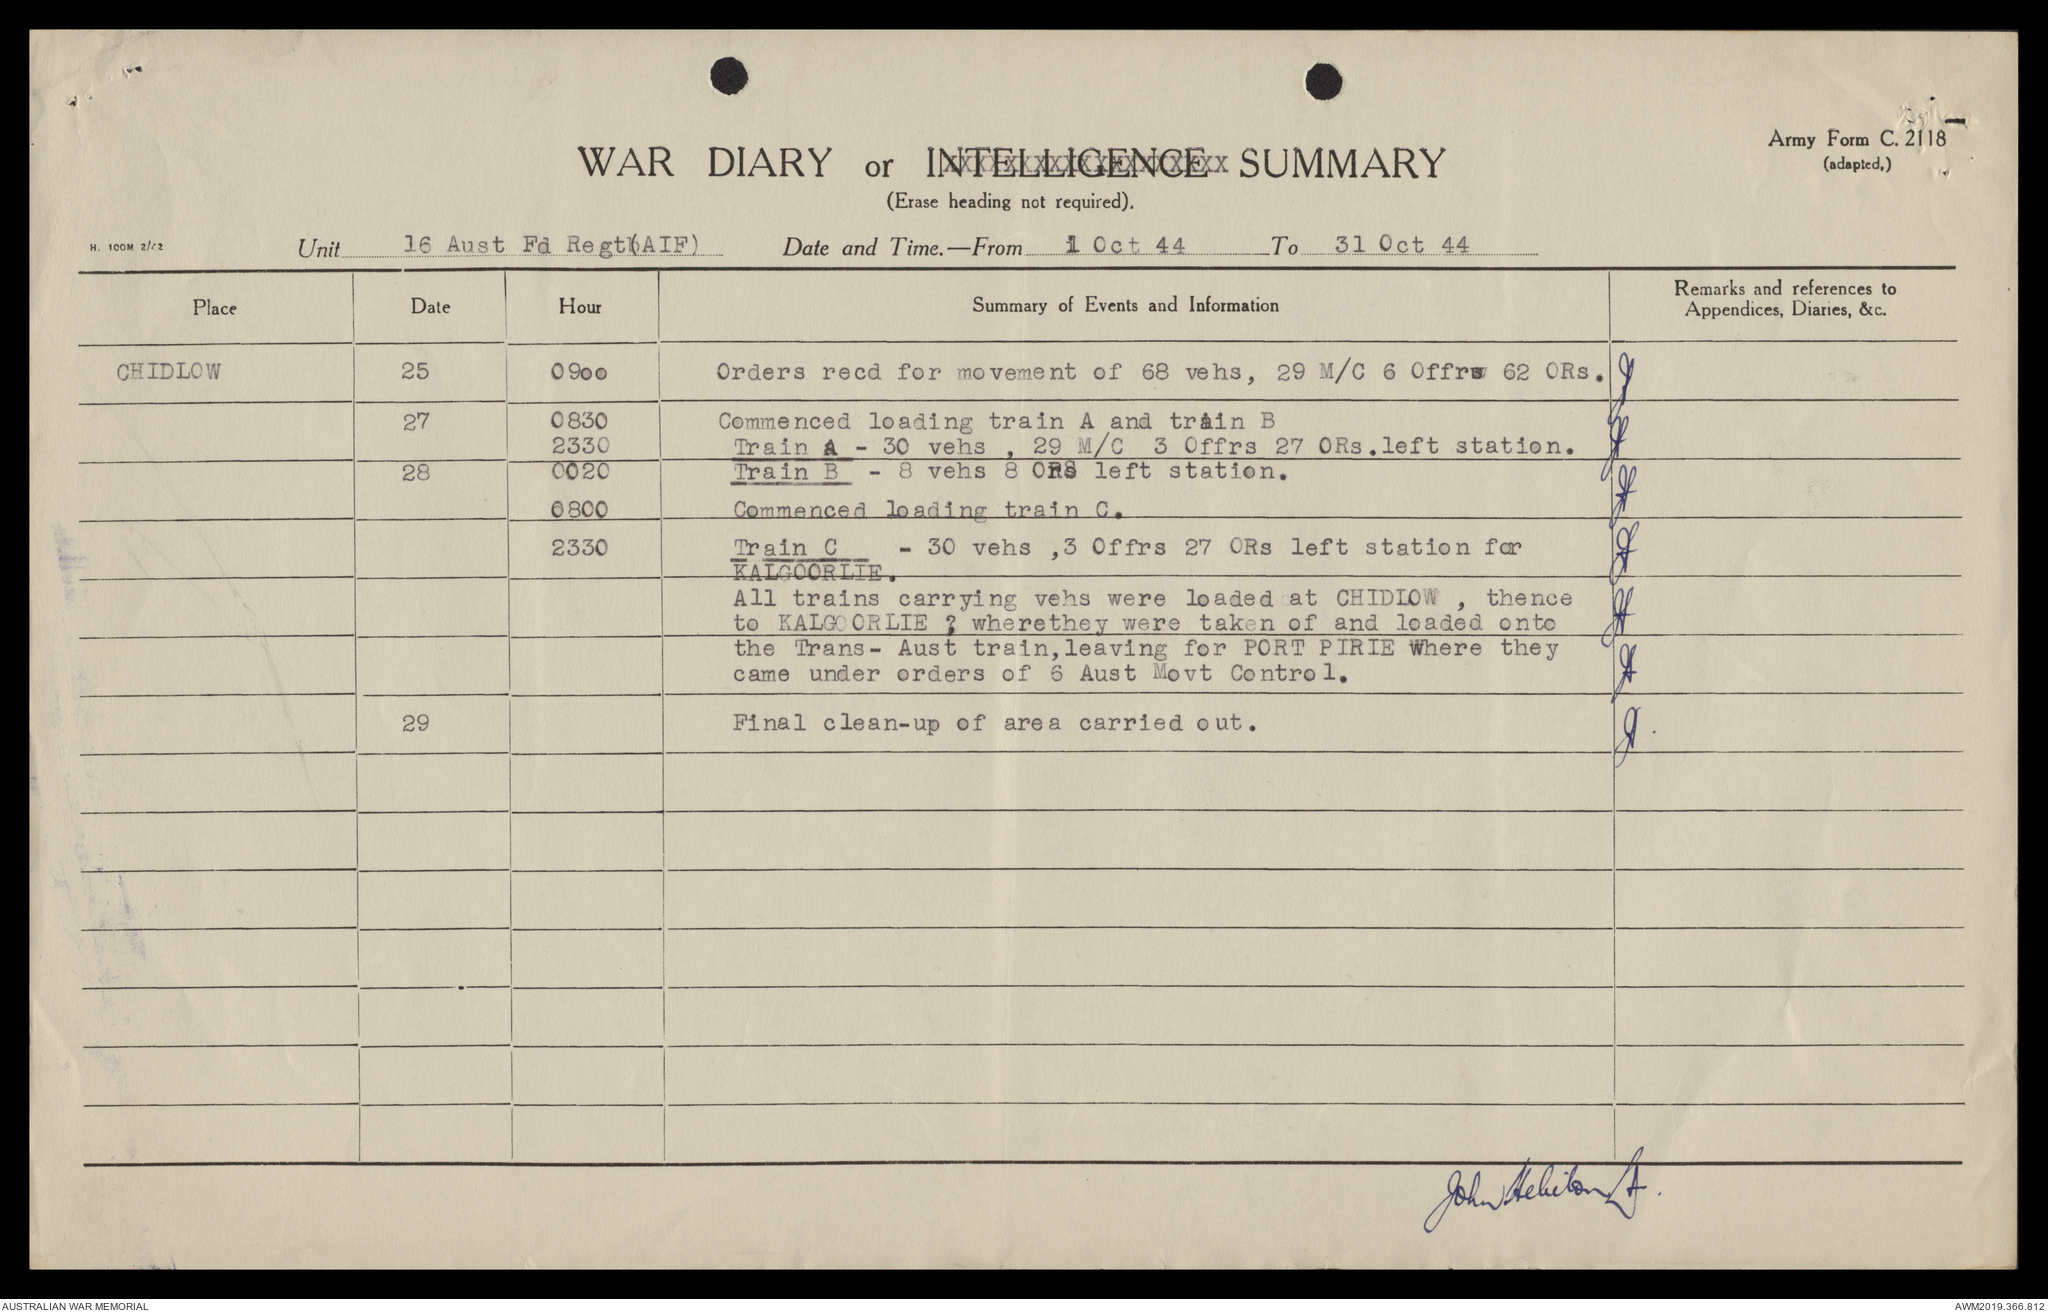 Army Form C. 2118
(adapted.)
WAR DIARY or INTELLIGENCE SUMMARY
(Erase heading not required).
H. 100M 2/42
Unit 16 Aust Fd Regt(AIF) Date and Time.—From 1 Oct 44 To 31 Oct 44
Place Date Hour Summary of Events and Information Remarks and references to
Appendices, Diaries, &c.
CHIDLOW 25 0900 Orders recd for movement of 68 vehs, 29 M/C 6 Offrs 62 ORs.
27 0830 Commenced loading train A and train B
2330 Train A - 30 vehs , 29 M/C 3 Offrs 27 ORs.left station.
28 0020 Train B - 8 vehs 8 ORS left station.
0800 Commenced loading train C.
2330 Train C - 30 vehs ,3 Offrs 27 ORs left station for
KALGOORLIE.
All trains carrying vehs were loaded at CHIDLOW , thence
to KALGOORLIE ? wherethey were taken of and loaded onto
the Trans- Aust train,leaving for PORT PIRIE Where they
came under orders of 6 Aust Movt Control.
29 Final clean-up of area carried out.
John Lt.
AUSTRALIAN WAR MEMORIAL AWM2019.366.812